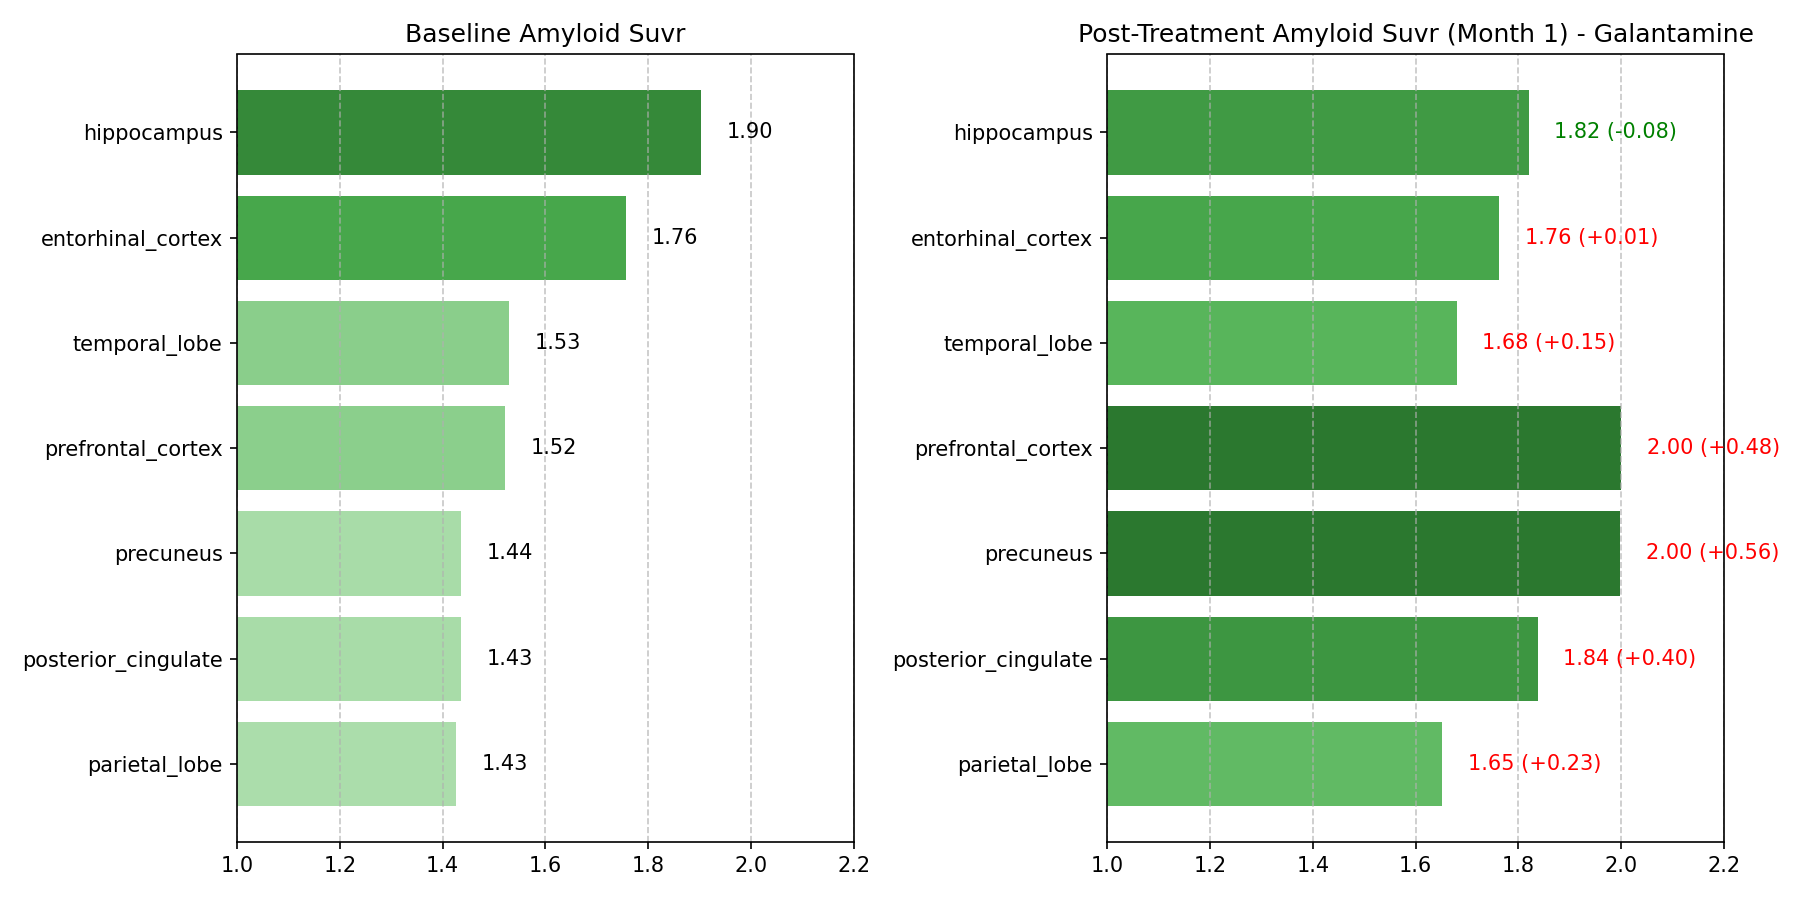 Baseline Amyloid Suvr
hippocampus
1.90
entorhinal_cortex
1.76
temporal_lobe
1.53
prefrontal_cortex
1.52
precuneus
1.44
posterior_cingulate
1.43
parietal_lobe
1.43
1.0 1.2 1.4 1.6 1.8 2.0 2.2
Post-Treatment Amyloid Suvr (Month 1) - Galantamine
hippocampus
1.82 (-0.08)
entorhinal_cortex
1.76 (+0.01)
temporal_lobe
1.68 (+0.15)
prefrontal_cortex
2.00 (+0.48)
precuneus
2.00 (+0.56)
posterior_cingulate
1.84 (+0.40)
parietal_lobe
1.65 (+0.23)
1.0 1.2 1.4 1.6 1.8 2.0 2.2